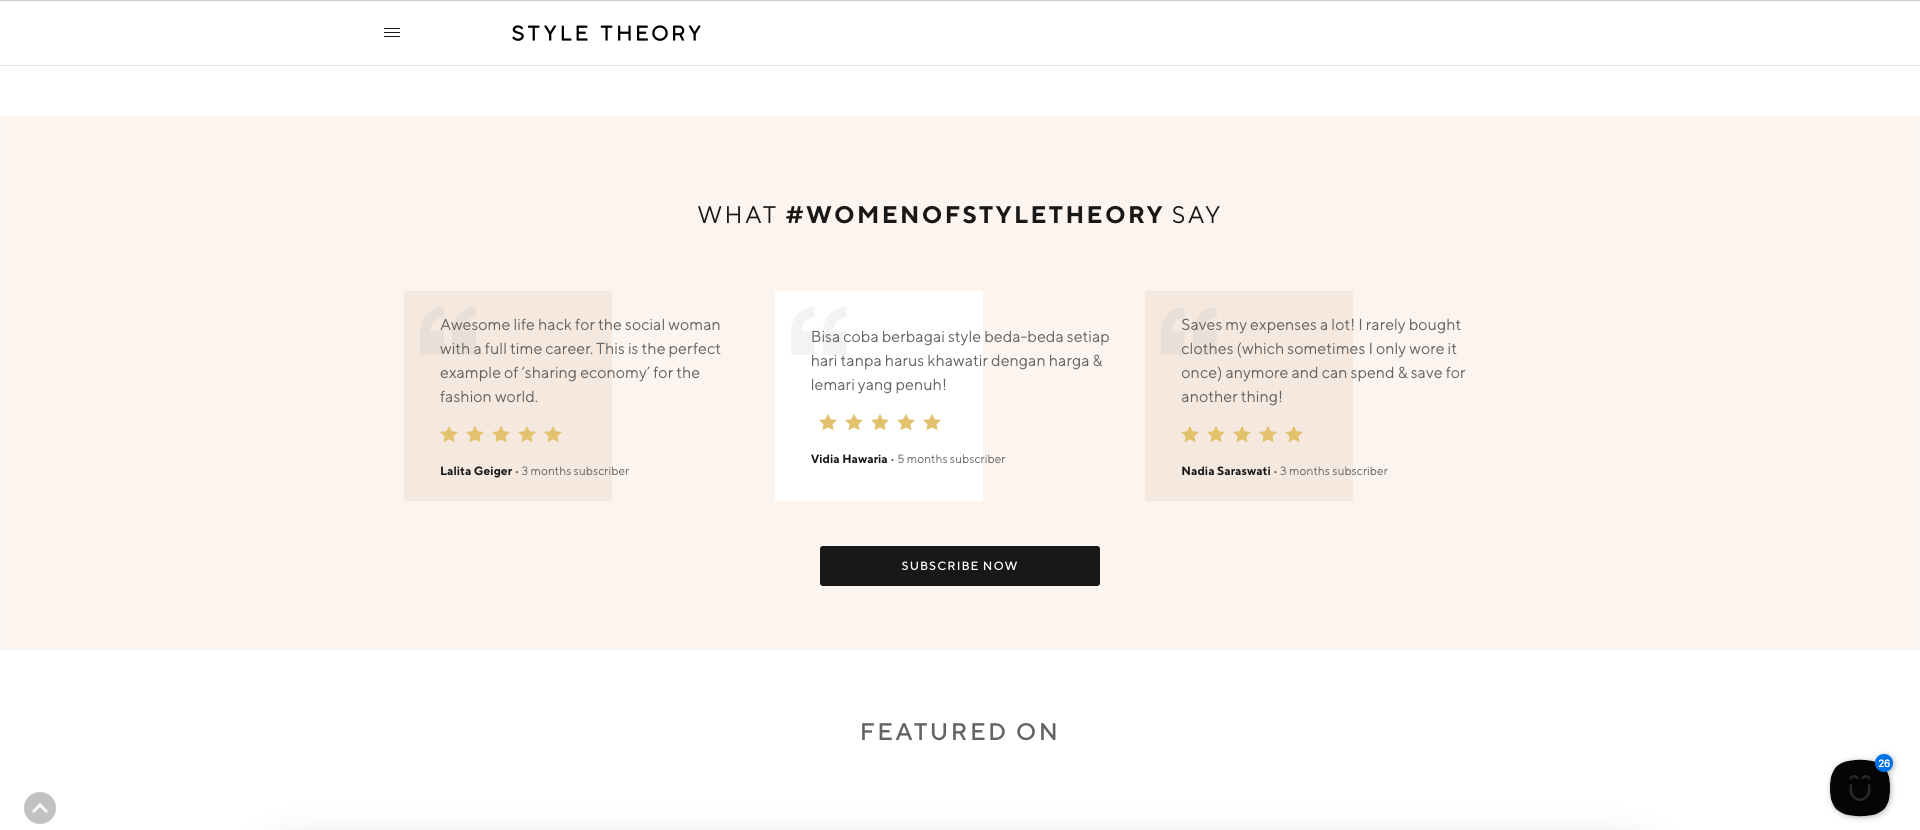 STYLE THEORY
WHAT #WOMENOFSTYLETHEORY SAY
Awesome life hack for the social woman
with a full time career. This is the perfect
example of ‘sharing economy’ for the
fashion world.
Lalita Geiger • 3 months subscriber
Bisa coba berbagai style beda-beda setiap
hari tanpa harus khawatir dengan harga &
lemari yang penuh!
Vidia Hawaria • 5 months subscriber
Saves my expenses a lot! I rarely bought
clothes (which sometimes I only wore it
once) anymore and can spend & save for
another thing!
Nadia Saraswati • 3 months subscriber
SUBSCRIBE NOW
FEATURED ON
26